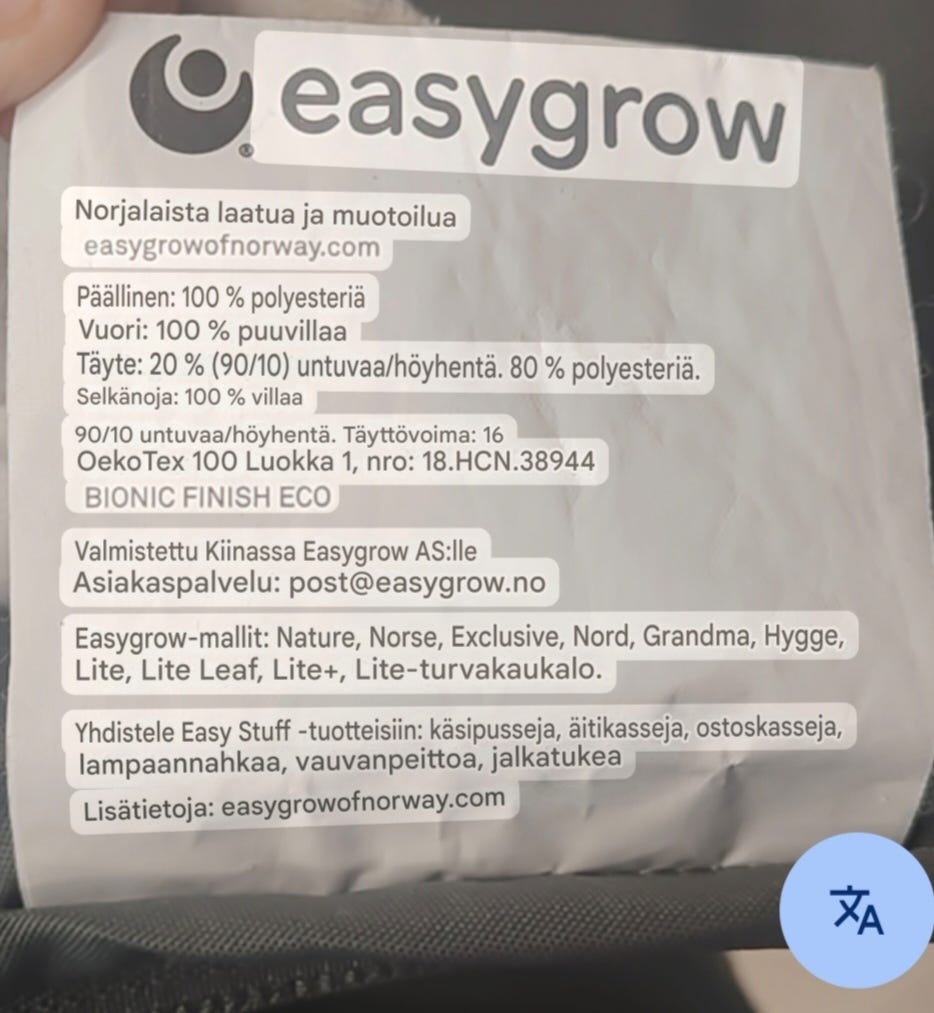 easygrow
®
Norjalaista laatua ja muotoilua
easygrowofnorway.com
Päällinen: 100 % polyesteriä
Vuori: 100 % puuvillaa
Täyte: 20 % (90/10) untuvaa/höyhentä. 80 % polyesteriä.
Selkänoja: 100 % villaa
90/10 untuvaa/höyhentä. Täyttövoima: 16
OekoTex 100 Luokka 1, nro: 18.HCN.38944
BIONIC FINISH ECO
Valmistettu Kiinassa Easygrow AS:lle
Asiakaspalvelu: post@easygrow.no
Easygrow-mallit: Nature, Norse, Exclusive, Nord, Grandma, Hygge,
Lite, Lite Leaf, Lite+, Lite-turvakaukalo.
Yhdistele Easy Stuff -tuotteisiin: käsipusseja, äitikasseja, ostoskasseja,
lampaannahkaa, vauvanpeittoa, jalkatukea
Lisätietoja: easygrowofnorway.com
文A